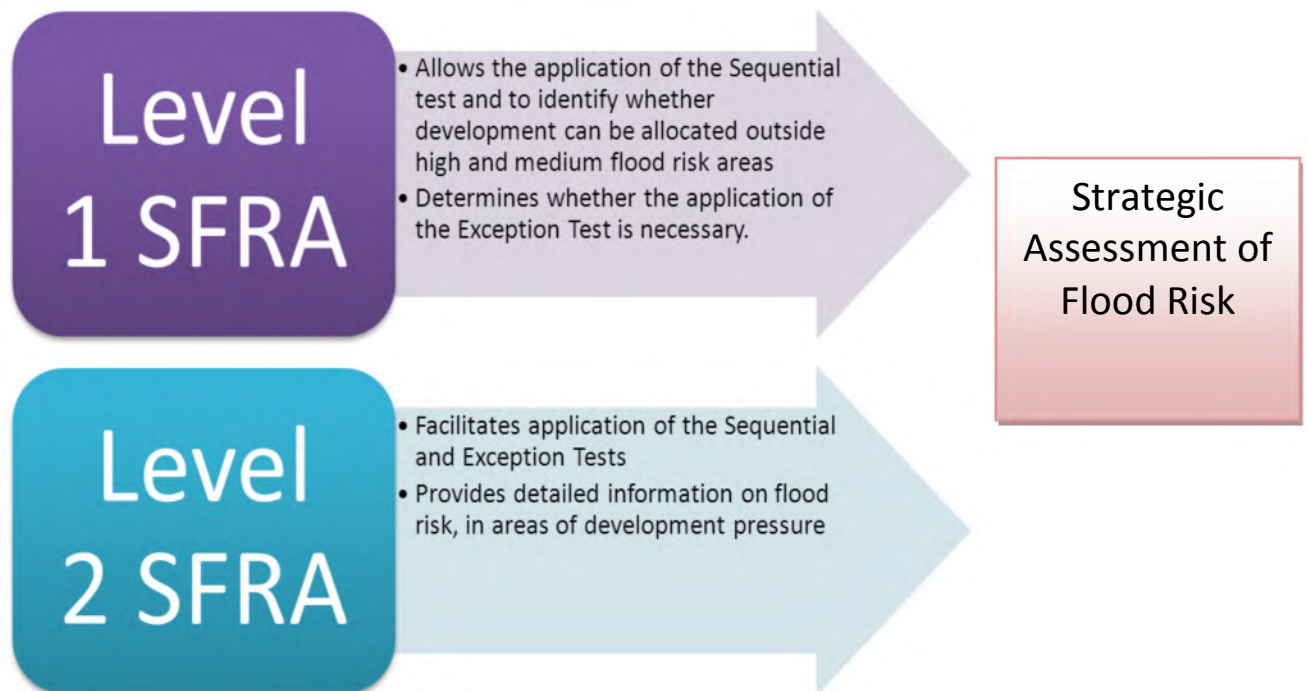 Level
1 SFRA
• Allows the application of the Sequential
test and to identify whether
development can be allocated outside
high and medium flood risk areas
• Determines whether the application of
the Exception Test is necessary.
Level
2 SFRA
• Facilitates application of the Sequential
and Exception Tests
• Provides detailed information on flood
risk, in areas of development pressure
Strategic
Assessment of
Flood Risk